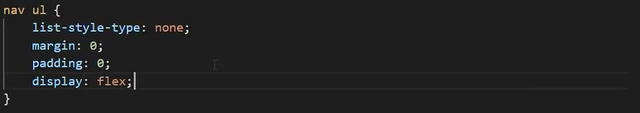 nav ul {
    list-style-type: none;
    margin: 0;
    padding: 0;
    display: flex;
}